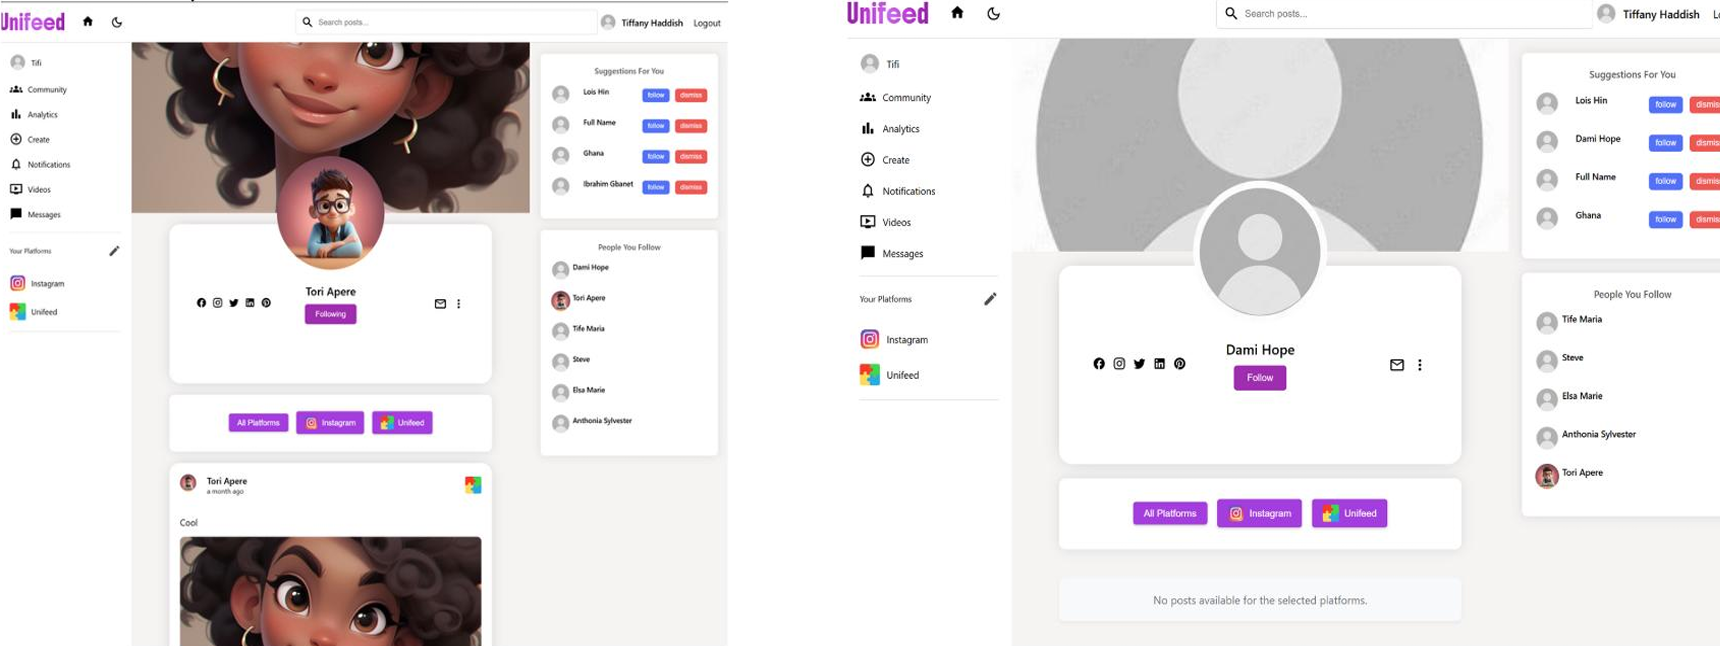 Unifeed
Search posts...
Tiffany Haddish
Logout
Tifi
Community
Analytics
Create
Notifications
Videos
Messages
Your Platforms
Instagram
Unifeed
Tori Apere
Following
All Platforms
Instagram
Unifeed
Tori Apere
a month ago
Cool
Suggestions For You
Lois Hin follow dismiss
Full Name follow dismiss
Ghana follow dismiss
Ibrahim Gbanet follow dismiss
People You Follow
Dami Hope
Tori Apere
Tife Maria
Steve
Elsa Marie
Anthonia Sylvester
Unifeed
Search posts...
Tiffany Haddish
Lo
Tifi
Community
Analytics
Create
Notifications
Videos
Messages
Your Platforms
Instagram
Unifeed
Dami Hope
Follow
All Platforms
Instagram
Unifeed
No posts available for the selected platforms.
Suggestions For You
Lois Hin follow dismiss
Dami Hope follow dismiss
Full Name follow dismiss
Ghana follow dismiss
People You Follow
Tife Maria
Steve
Elsa Marie
Anthonia Sylvester
Tori Apere